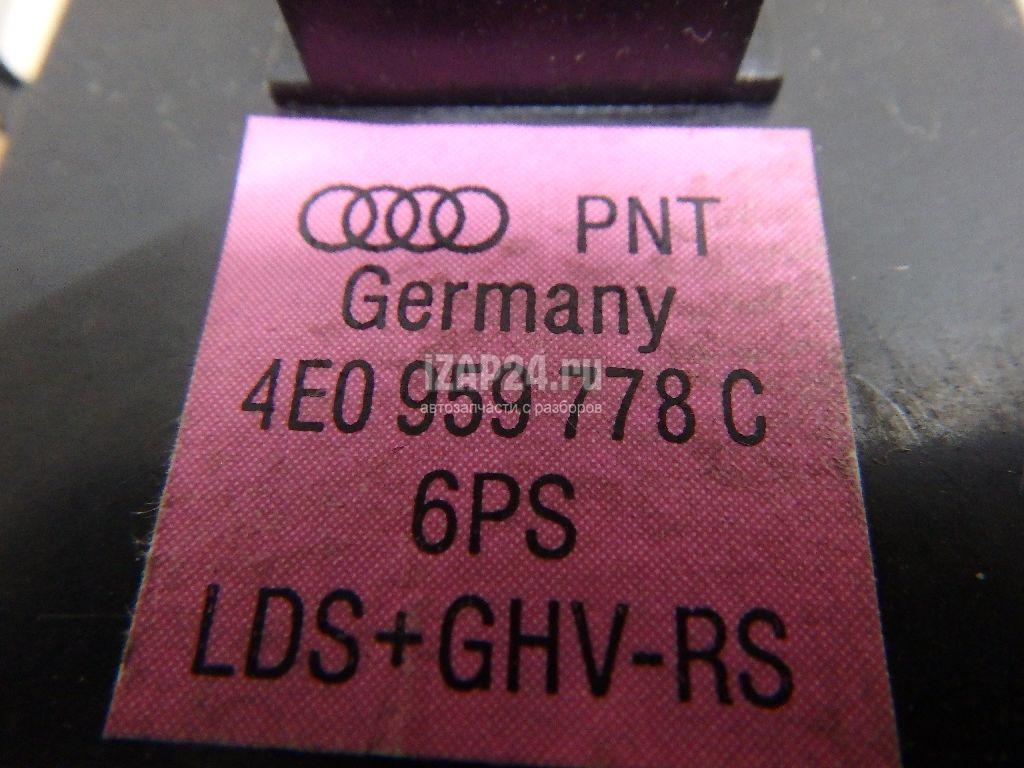 PNT
Germany
4E0 959 778 C
iZAP24.ru
автозапчасти с разборов
6PS
LDS+GHV-RS